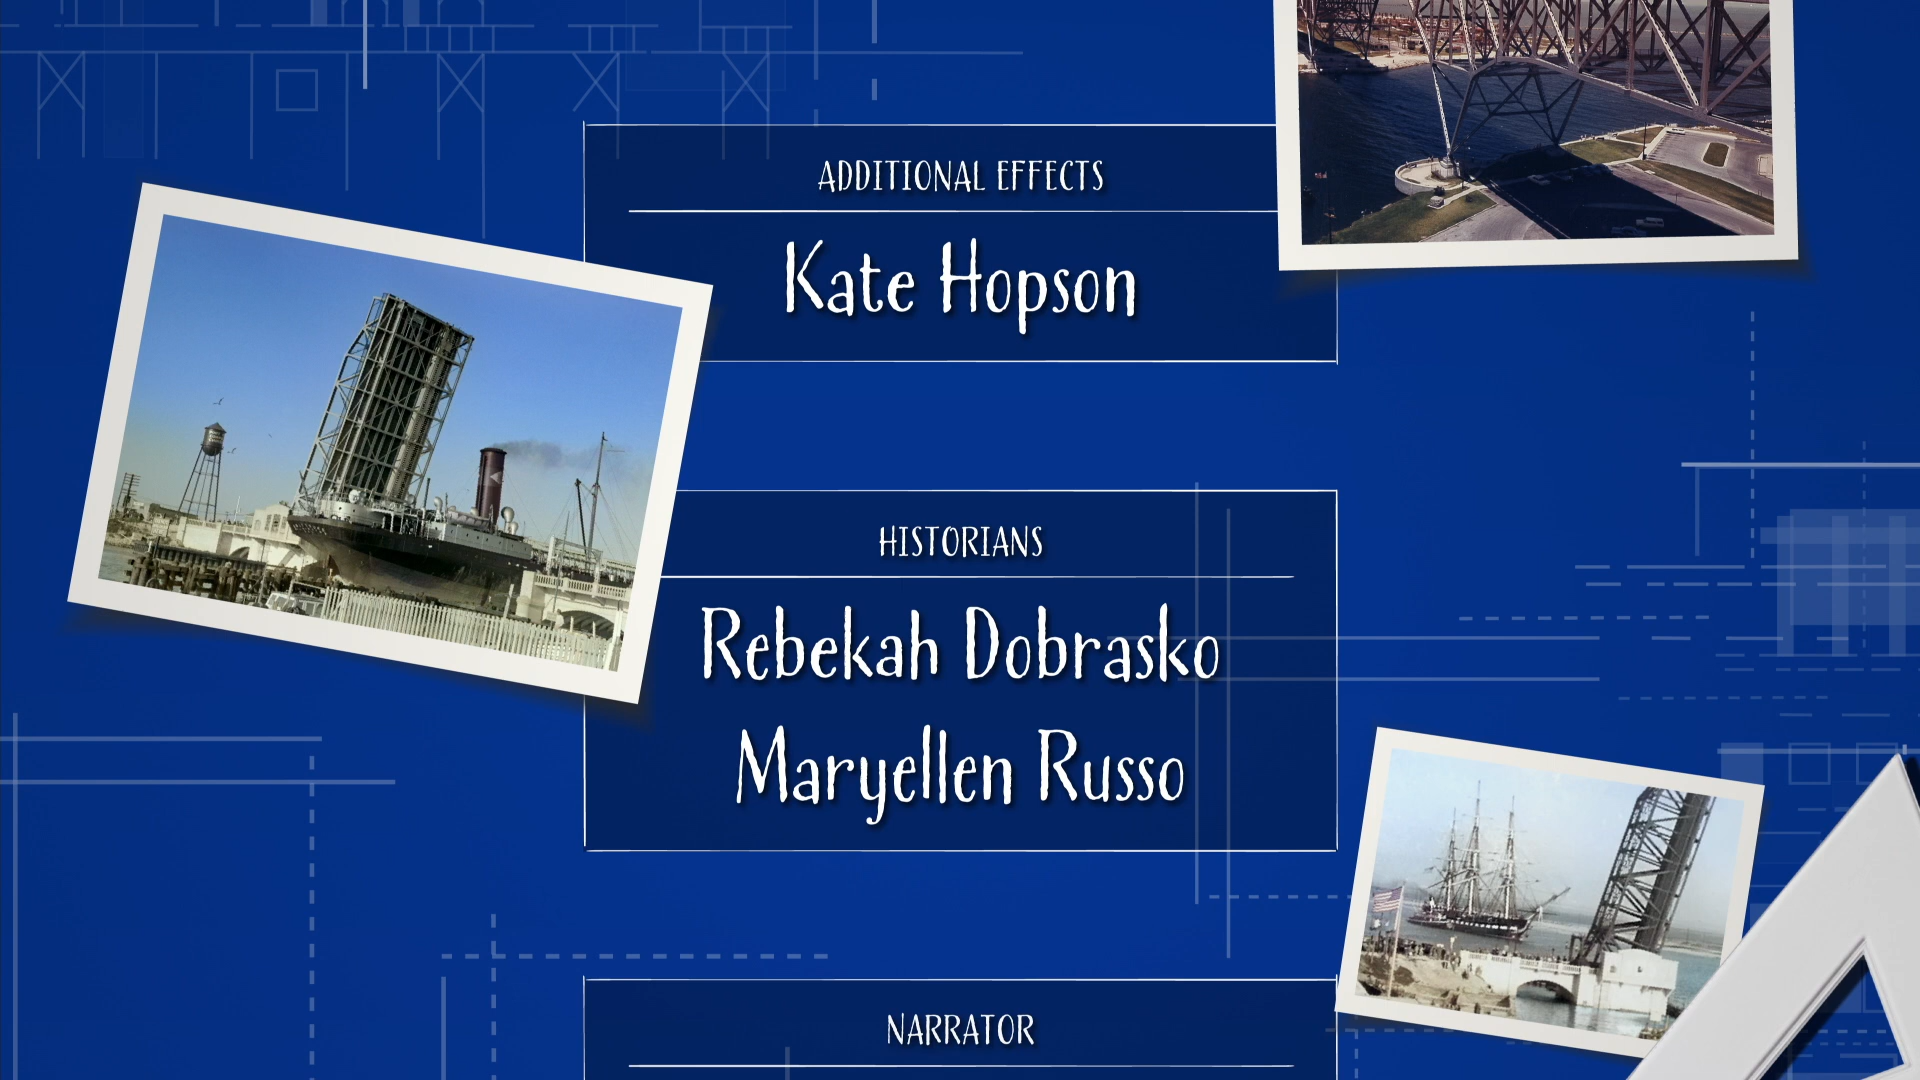 ADDITIONAL EFFECTS
Kate Hopson
HISTORIANS
Rebekah Dobrasko
Maryellen Russo
NARRATOR